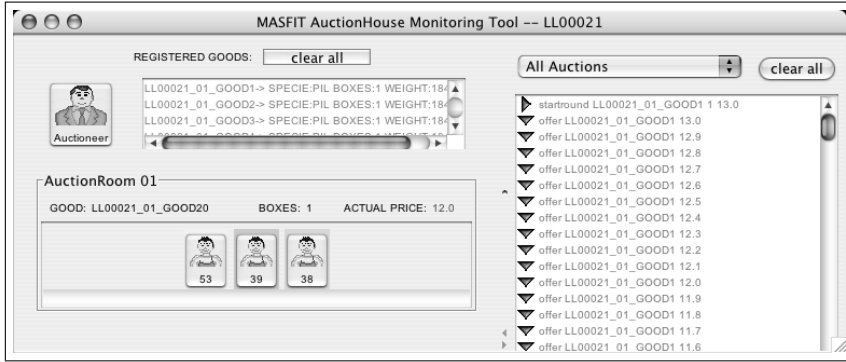 MASFIT AuctionHouse Monitoring Tool -- LL00021
REGISTERED GOODS:
clear all
LL00021_01_GOOD1-> SPECIE:PIL BOXES:1 WEIGHT:184
LL00021_01_GOOD2-> SPECIE:PIL BOXES:1 WEIGHT:184
LL00021_01_GOOD3-> SPECIE:PIL BOXES:1 WEIGHT:184
Auctioneer
AuctionRoom 01
GOOD: LL00021_01_GOOD20 BOXES: 1 ACTUAL PRICE: 12.0
53 39 38
All Auctions
clear all
startround LL00021_01_GOOD1 1 13.0
offer LL00021_01_GOOD1 13.0
offer LL00021_01_GOOD1 12.9
offer LL00021_01_GOOD1 12.8
offer LL00021_01_GOOD1 12.7
offer LL00021_01_GOOD1 12.6
offer LL00021_01_GOOD1 12.5
offer LL00021_01_GOOD1 12.4
offer LL00021_01_GOOD1 12.3
offer LL00021_01_GOOD1 12.2
offer LL00021_01_GOOD1 12.1
offer LL00021_01_GOOD1 12.0
offer LL00021_01_GOOD1 11.9
offer LL00021_01_GOOD1 11.8
offer LL00021_01_GOOD1 11.7
offer LL00021_01_GOOD1 11.6